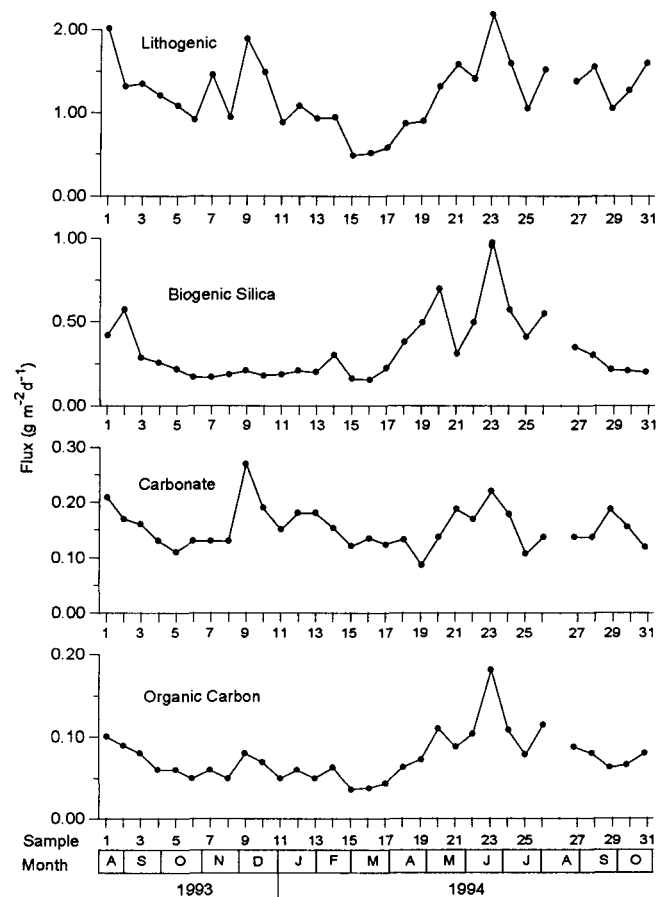 Flux (g m⁻² d⁻¹)
2.00
Lithogenic
1.00
0.00
1 3 5 7 9 11 13 15 17 19 21 23 25 27 29 31
1.00
Biogenic Silica
0.50
0.00
1 3 5 7 9 11 13 15 17 19 21 23 25 27 29 31
0.30
Carbonate
0.20
0.10
0.00
1 3 5 7 9 11 13 15 17 19 21 23 25 27 29 31
0.20
Organic Carbon
0.10
0.00
Sample 1 3 5 7 9 11 13 15 17 19 21 23 25 27 29 31
Month A S O N D J F M A M J J A S O
1993 1994